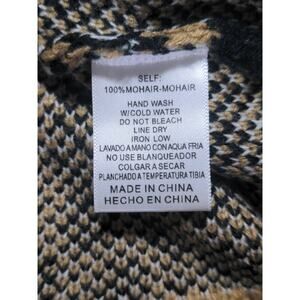 SELF:
100%MOHAIR-MOHAIR
HAND WASH
W/COLD WATER
DO NOT BLEACH
LINE DRY
IRON LOW
LAVADO A MANO CON AQUA FRIA
NO USE BLANQUEADOR
COLGAR A SECAR
PLANCHADO A TEMPERATURA TIBIA
MADE IN CHINA
HECHO EN CHINA